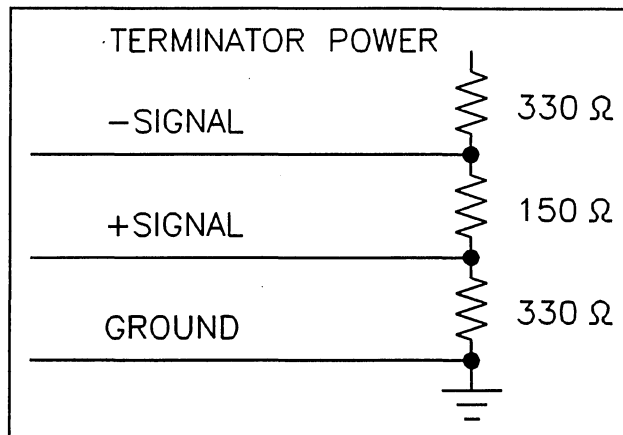 TERMINATOR POWER
330 Ω
-SIGNAL
150 Ω
+SIGNAL
330 Ω
GROUND